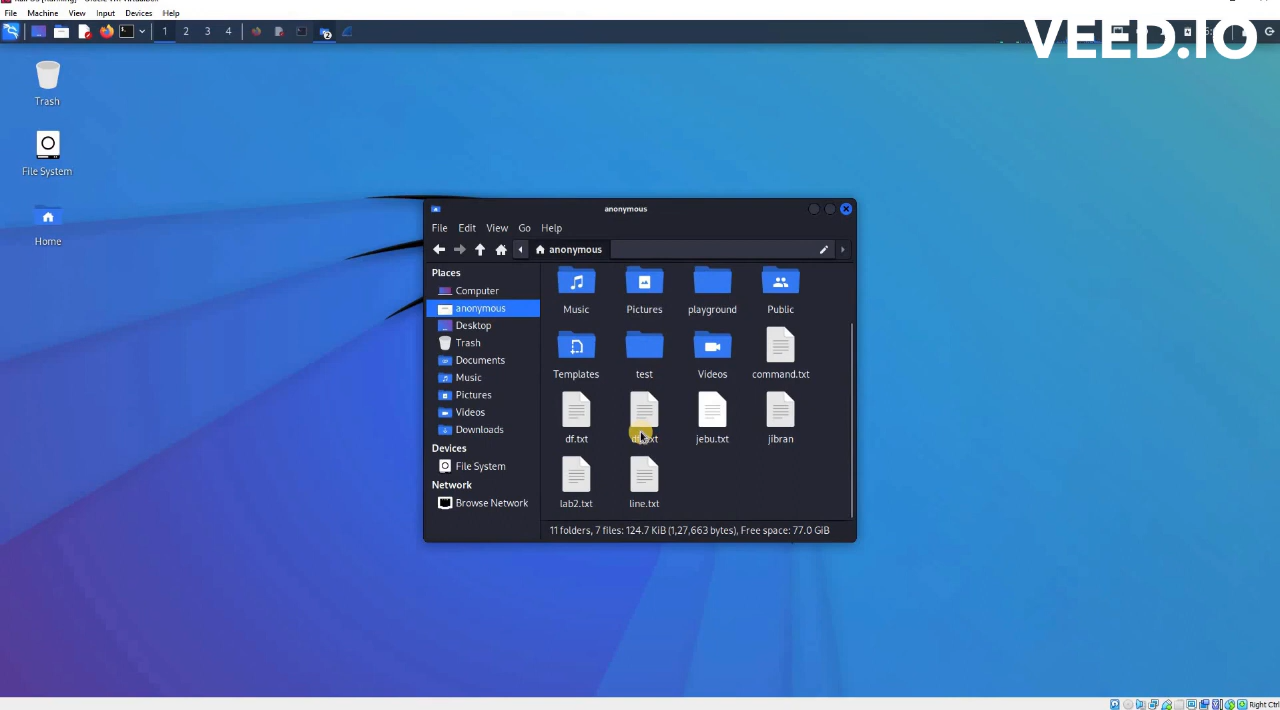 File Machine View Input Devices Help
1 2 3 4
VEED.IO
Trash
File System
Home
anonymous
File Edit View Go Help
anonymous
Places
Computer
anonymous
Desktop
Trash
Documents
Music
Pictures
Videos
Downloads
Devices
File System
Network
Browse Network
Music Pictures playground Public
Templates test Videos command.txt
df.txt jebu.txt jibran
lab2.txt line.txt
11 folders, 7 files: 124.7 KiB (1,27,663 bytes), Free space: 77.0 GiB
Right Ctrl